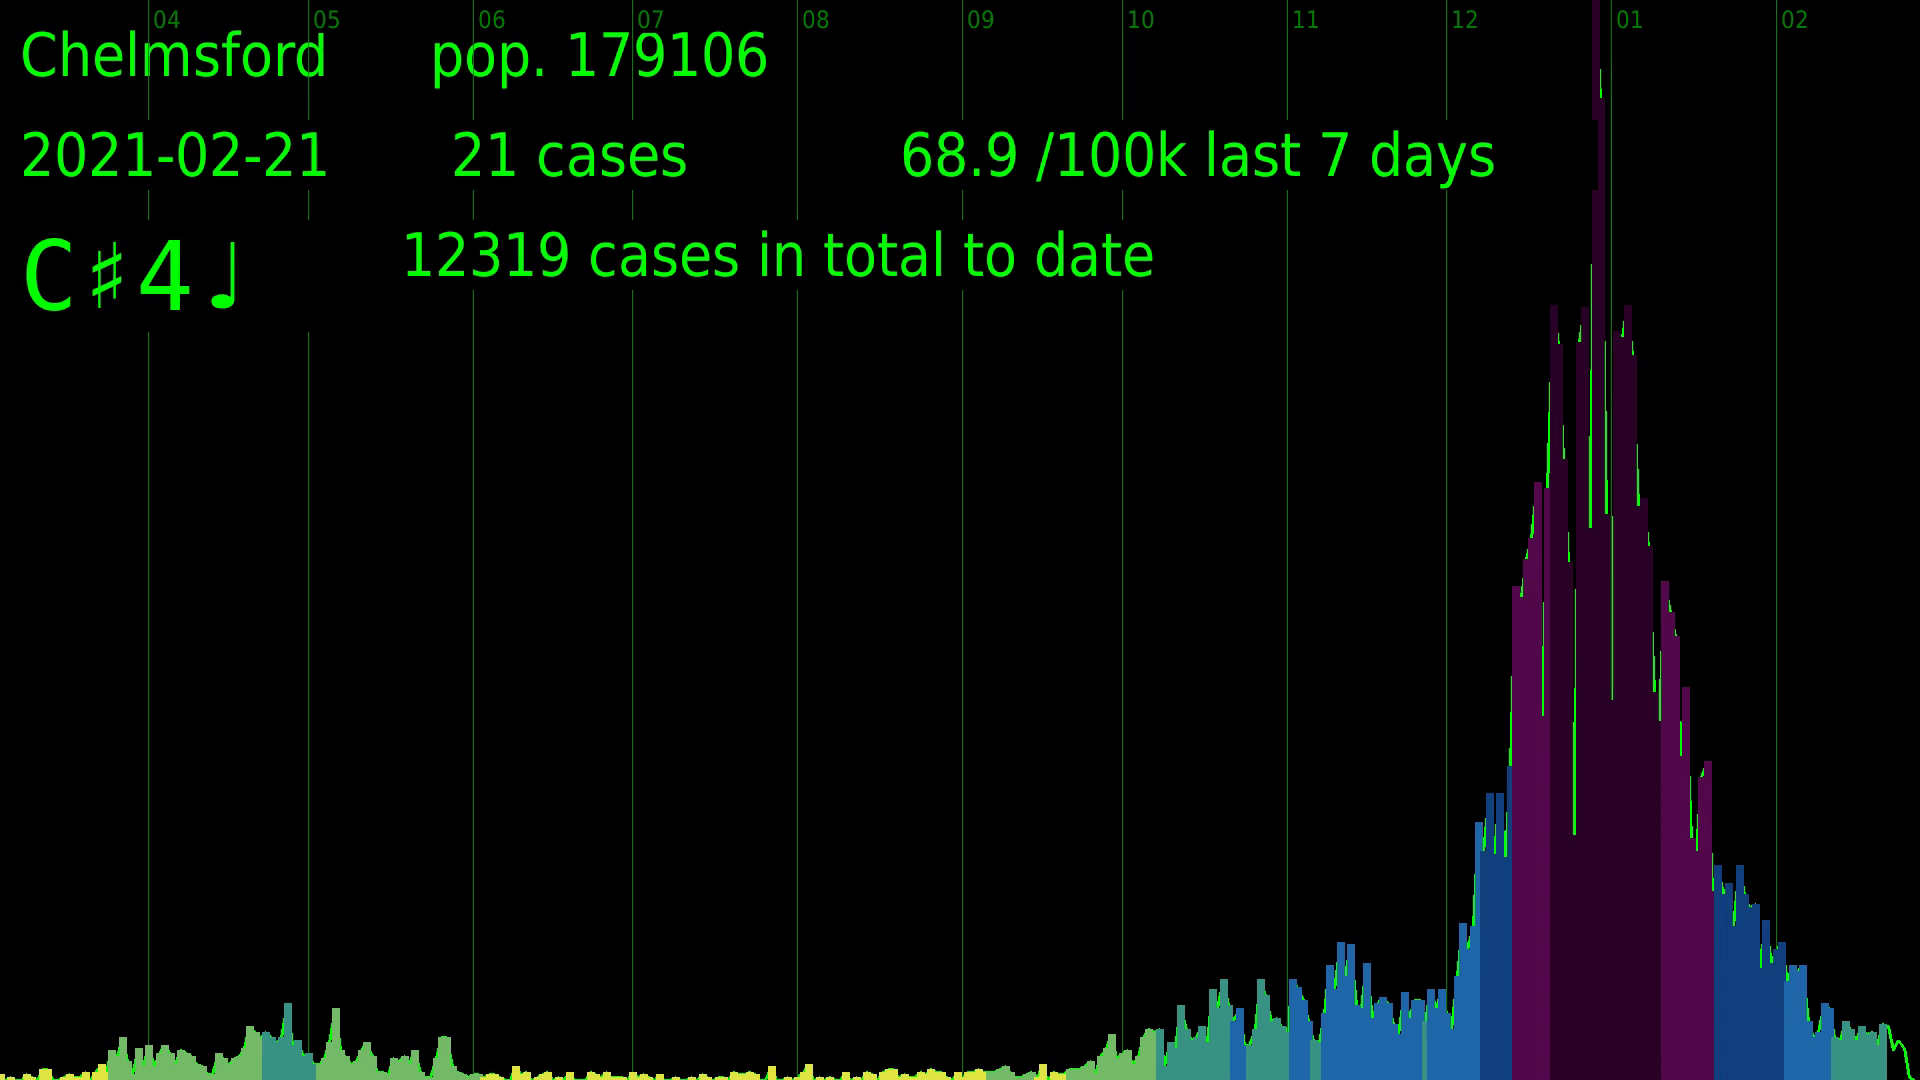 04 05 06 07 08 09 10 11 12 01 02
Chelmsford pop. 179106
2021-02-21 21 cases 68.9 /100k last 7 days
C♯4♩ 12319 cases in total to date